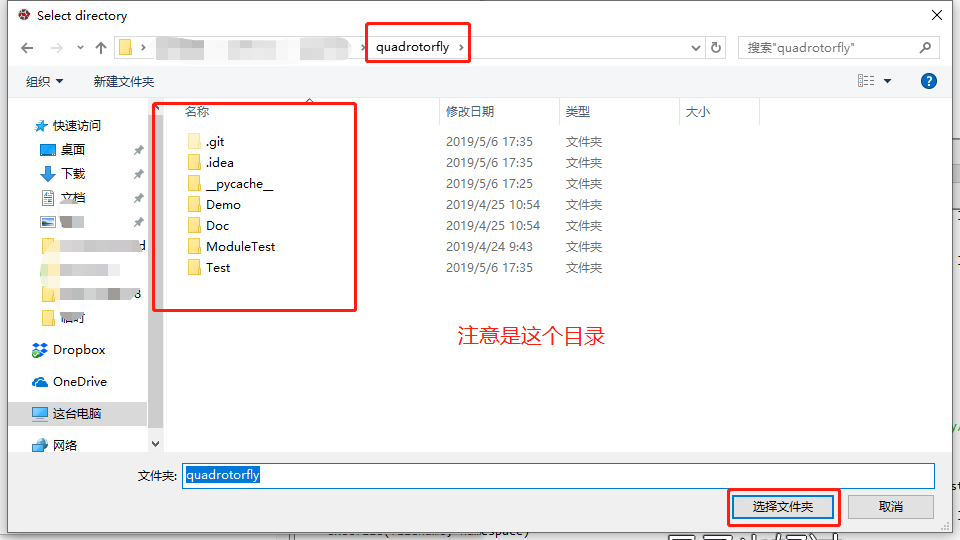 Select directory
quadrotorfly
搜索"quadrotorfly"
组织
新建文件夹
名称
修改日期
类型
大小
快速访问
桌面
下载
文档
Dropbox
OneDrive
这台电脑
网络
.git 2019/5/6 17:35 文件夹
.idea 2019/5/6 17:35 文件夹
__pycache__ 2019/5/6 17:25 文件夹
Demo 2019/4/25 10:54 文件夹
Doc 2019/4/25 10:54 文件夹
ModuleTest 2019/4/24 9:43 文件夹
Test 2019/5/6 17:35 文件夹
注意是这个目录
文件夹:
quadrotorfly
选择文件夹
取消